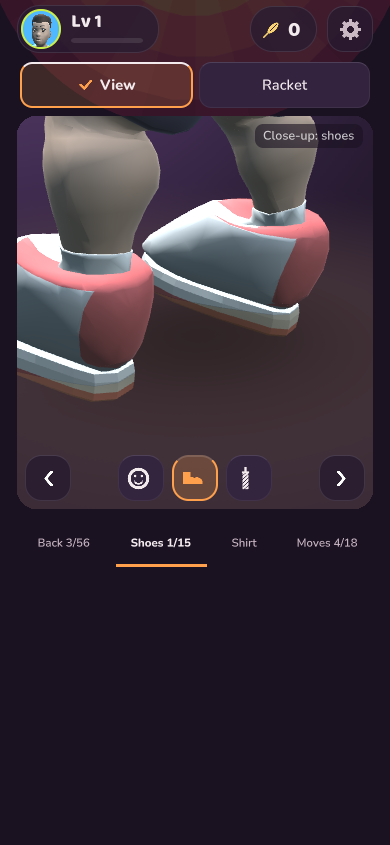 Lv 1
0
View
Racket
Close-up: shoes
Back 3/56
Shoes 1/15
Shirt
Moves 4/18